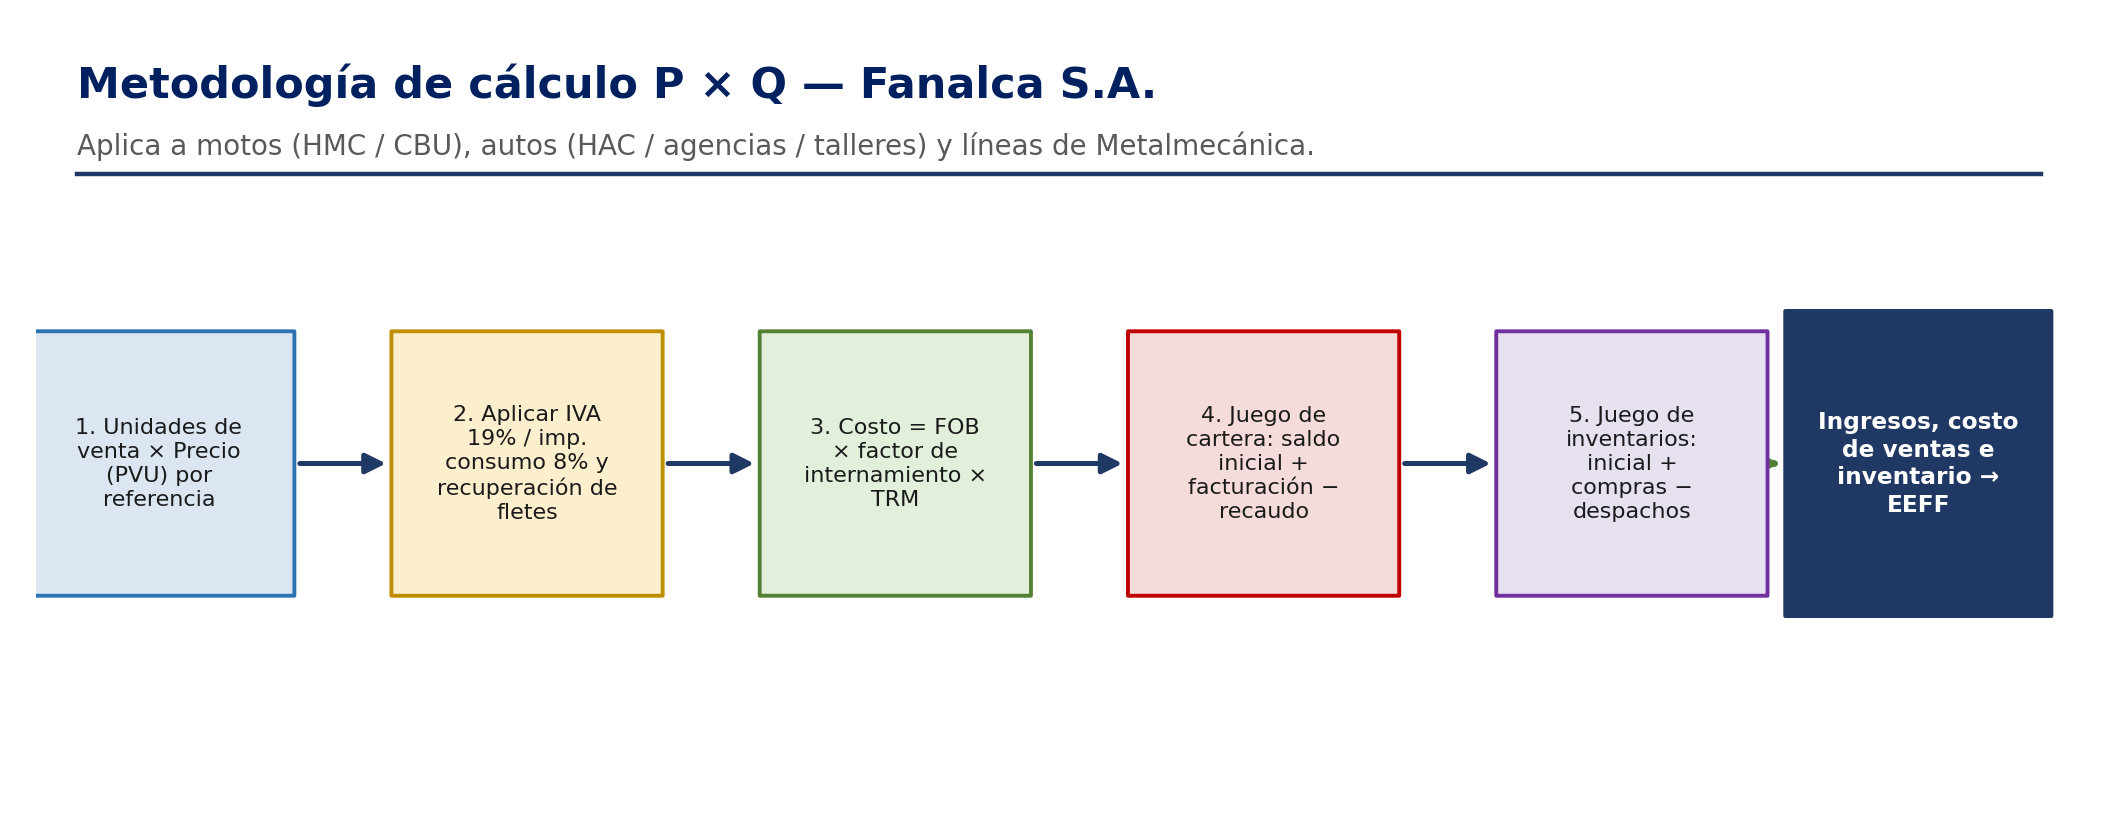 Metodología de cálculo P × Q — Fanalca S.A.
Aplica a motos (HMC / CBU), autos (HAC / agencias / talleres) y líneas de Metalmecánica.
1. Unidades de
venta × Precio
(PVU) por
referencia
2. Aplicar IVA
19% / imp.
consumo 8% y
recuperación de
fletes
3. Costo = FOB
× factor de
internamiento ×
TRM
4. Juego de
cartera: saldo
inicial +
facturación −
recaudo
5. Juego de
inventarios:
inicial +
compras −
despachos
Ingresos, costo
de ventas e
inventario →
EEFF